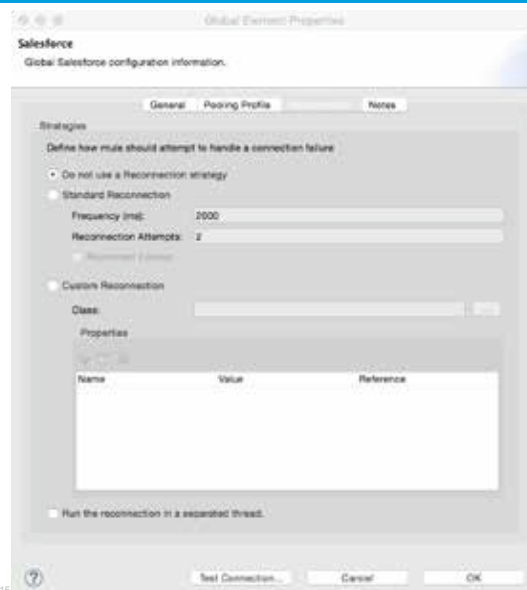 Global Element Properties
Salesforce
Global Salesforce configuration information.
General Pooling Profile Notes
Strategies
Define how mule should attempt to handle a connection failure
Do not use a Reconnection strategy
Standard Reconnection
Frequency (ms): 2000
Reconnection Attempts: 2
Reconnect Forever
Custom Reconnection
Class:
Properties
Name Value Reference
Run the reconnection in a separated thread.
? Test Connection... Cancel OK